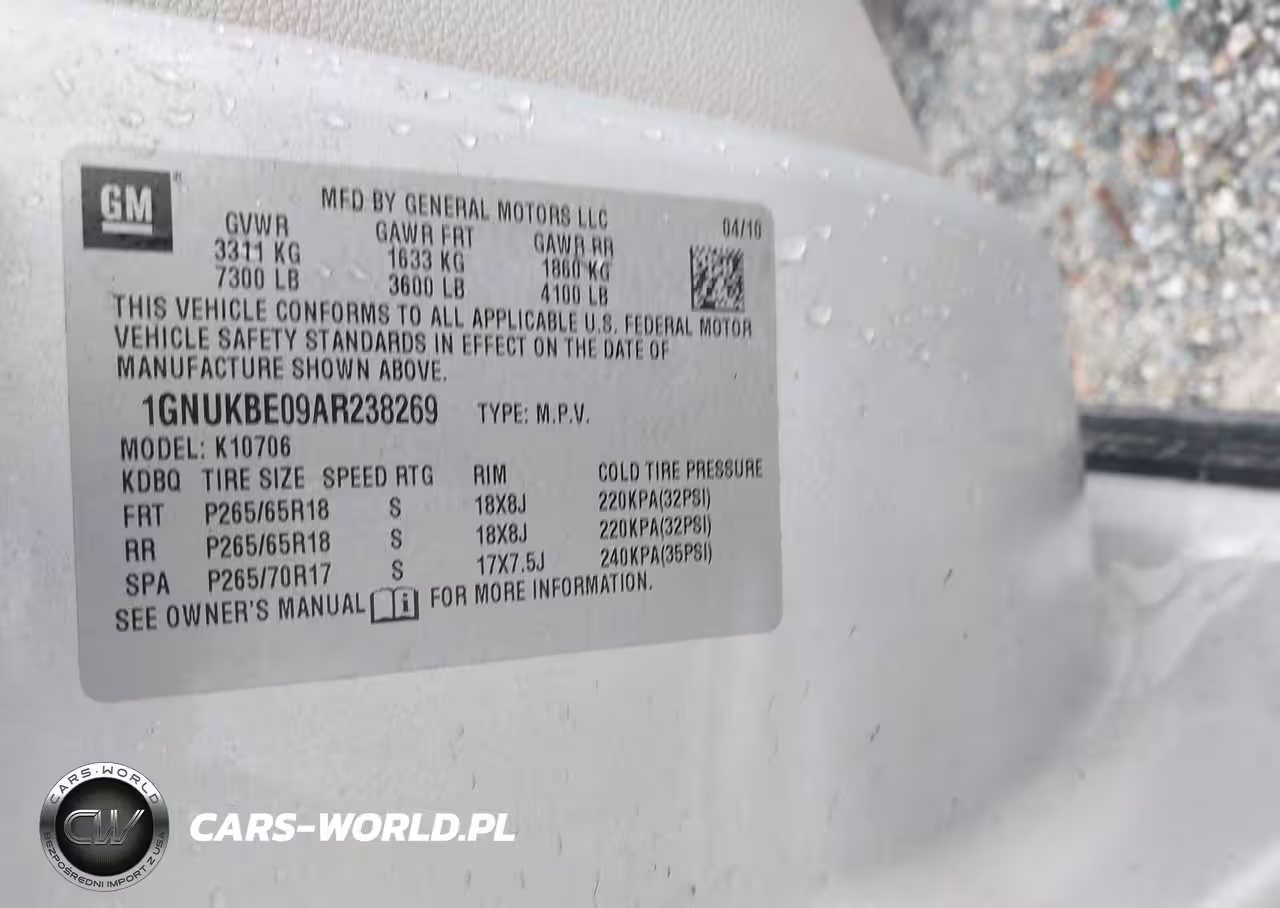 GM®
MFD BY GENERAL MOTORS LLC
04/10
GVWR GAWR FRT GAWR RR
3311 KG 1633 KG 1860 KG
7300 LB 3600 LB 4100 LB
THIS VEHICLE CONFORMS TO ALL APPLICABLE U.S. FEDERAL MOTOR
VEHICLE SAFETY STANDARDS IN EFFECT ON THE DATE OF
MANUFACTURE SHOWN ABOVE.
1GNUKBE09AR238269 TYPE: M.P.V.
MODEL: K10706
KDBQ TIRE SIZE SPEED RTG RIM COLD TIRE PRESSURE
FRT P265/65R18 S 18X8J 220KPA(32PSI)
RR P265/65R18 S 18X8J 220KPA(32PSI)
SPA P265/70R17 S 17X7.5J 240KPA(35PSI)
SEE OWNER'S MANUAL FOR MORE INFORMATION.
CARS-WORLD
CW
BEZPOŚREDNI IMPORT Z USA
CARS-WORLD.PL